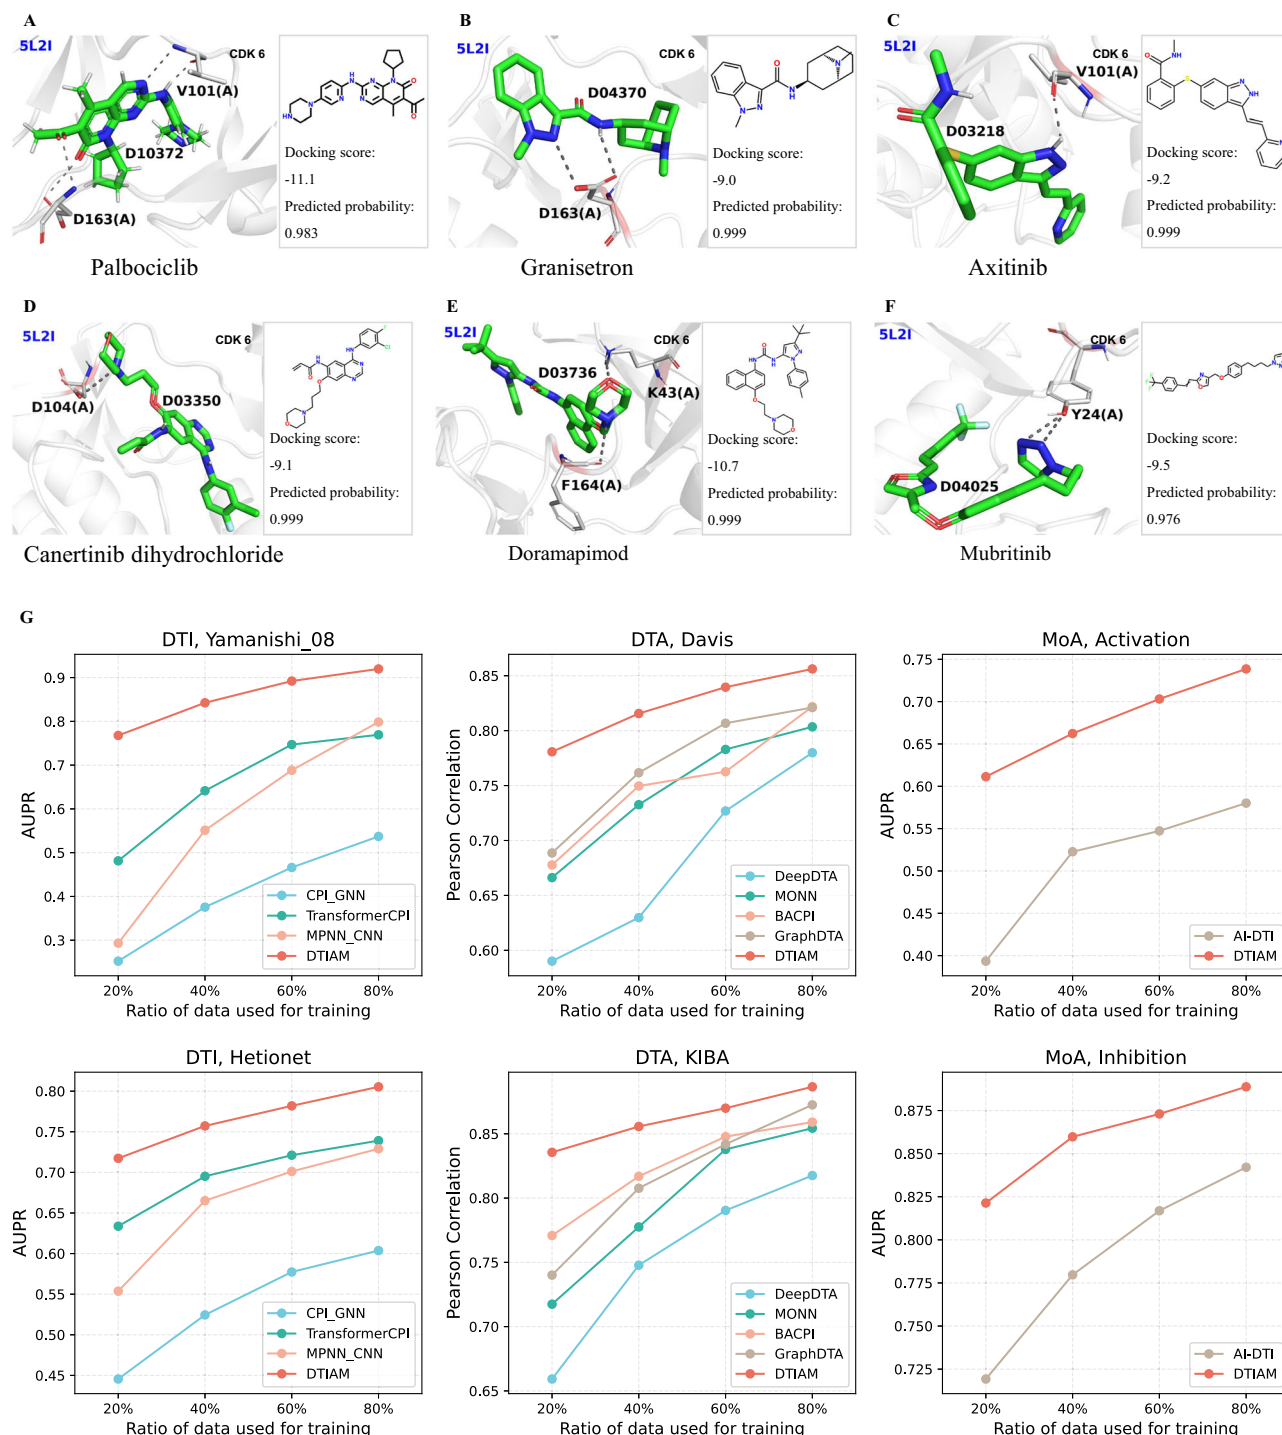 A
5L2I
CDK 6
V101(A)
D10372
D163(A)
Docking score:
-11.1
Predicted probability:
0.983
Palbociclib
B
5L2I
CDK 6
D04370
D163(A)
Docking score:
-9.0
Predicted probability:
0.999
Granisetron
C
5L2I
CDK 6
V101(A)
D03218
Docking score:
-9.2
Predicted probability:
0.999
Axitinib
D
5L2I
CDK 6
D104(A)
D03350
Docking score:
-9.1
Predicted probability:
0.999
Canertinib dihydrochloride
E
5L2I
CDK 6
D03736
K43(A)
F164(A)
Docking score:
-10.7
Predicted probability:
0.999
Doramapimod
F
5L2I
CDK 6
Y24(A)
D04025
Docking score:
-9.5
Predicted probability:
0.976
Mubritinib
G
DTI, Yamanishi_08
AUPR
0.9
0.8
0.7
0.6
0.5
0.4
0.3
CPI_GNN
TransformerCPI
MPNN_CNN
DTIAM
20% 40% 60% 80%
Ratio of data used for training
DTA, Davis
Pearson Correlation
0.85
0.80
0.75
0.70
0.65
0.60
DeepDTA
MONN
BACPI
GraphDTA
DTIAM
20% 40% 60% 80%
Ratio of data used for training
MoA, Activation
AUPR
0.75
0.70
0.65
0.60
0.55
0.50
0.45
0.40
AI-DTI
DTIAM
20% 40% 60% 80%
Ratio of data used for training
DTI, Hetionet
AUPR
0.80
0.75
0.70
0.65
0.60
0.55
0.50
0.45
CPI_GNN
TransformerCPI
MPNN_CNN
DTIAM
20% 40% 60% 80%
Ratio of data used for training
DTA, KIBA
Pearson Correlation
0.85
0.80
0.75
0.70
0.65
DeepDTA
MONN
BACPI
GraphDTA
DTIAM
20% 40% 60% 80%
Ratio of data used for training
MoA, Inhibition
AUPR
0.875
0.850
0.825
0.800
0.775
0.750
0.725
AI-DTI
DTIAM
20% 40% 60% 80%
Ratio of data used for training